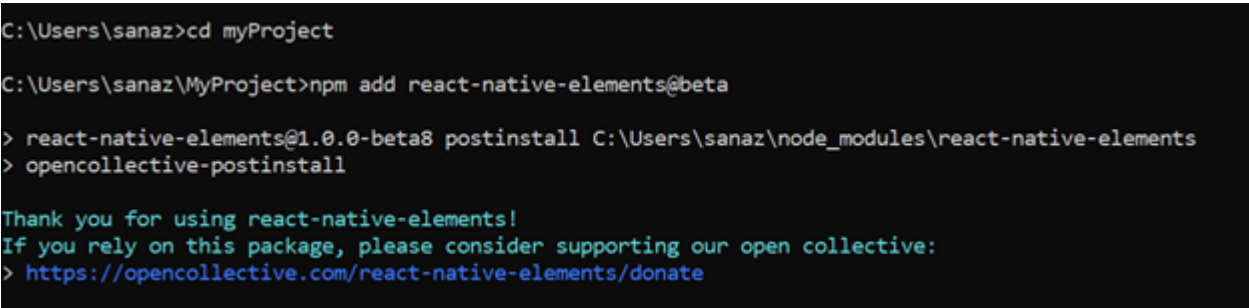 C:\Users\sanaz>cd myProject
C:\Users\sanaz\MyProject>npm add react-native-elements@beta
> react-native-elements@1.0.0-beta8 postinstall C:\Users\sanaz\node_modules\react-native-elements
> opencollective-postinstall
Thank you for using react-native-elements!
If you rely on this package, please consider supporting our open collective:
> https://opencollective.com/react-native-elements/donate